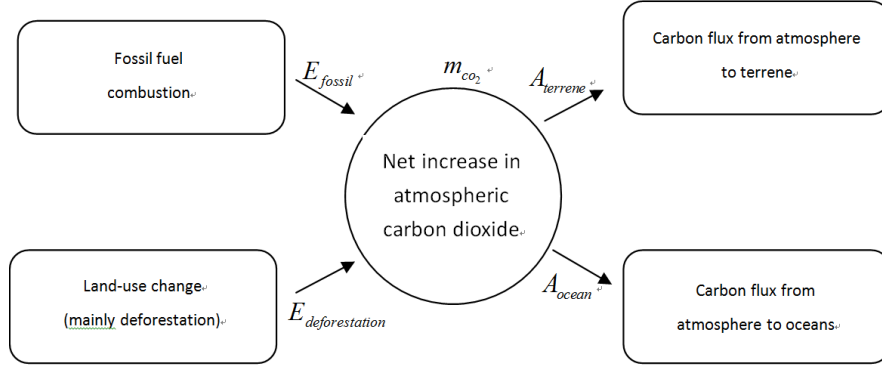 Fossil fuel
combustion
E_fossil
m_co₂
A_terrene
Carbon flux from atmosphere
to terrene
Net increase in
atmospheric
carbon dioxide
Land-use change
(mainly deforestation)
E_deforestation
A_ocean
Carbon flux from
atmosphere to oceans